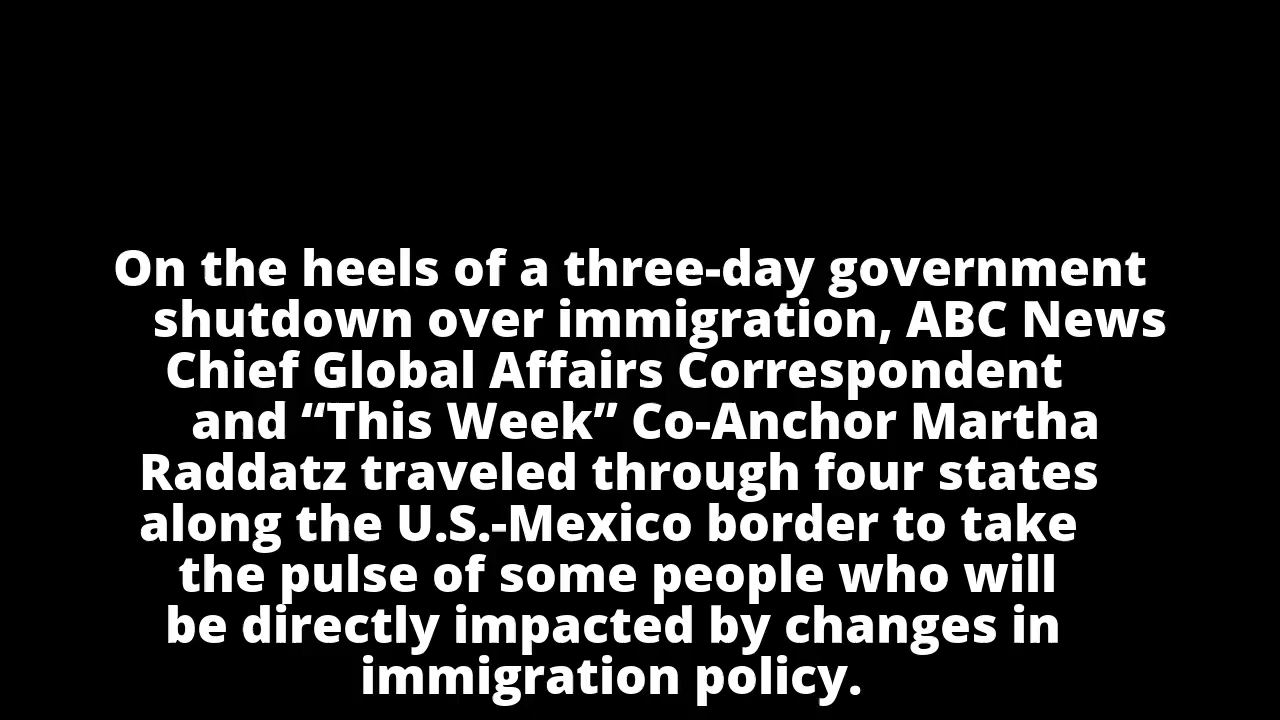 On the heels of a three-day government
shutdown over immigration, ABC News
Chief Global Affairs Correspondent
and “This Week” Co-Anchor Martha
Raddatz traveled through four states
along the U.S.-Mexico border to take
the pulse of some people who will
be directly impacted by changes in
immigration policy.